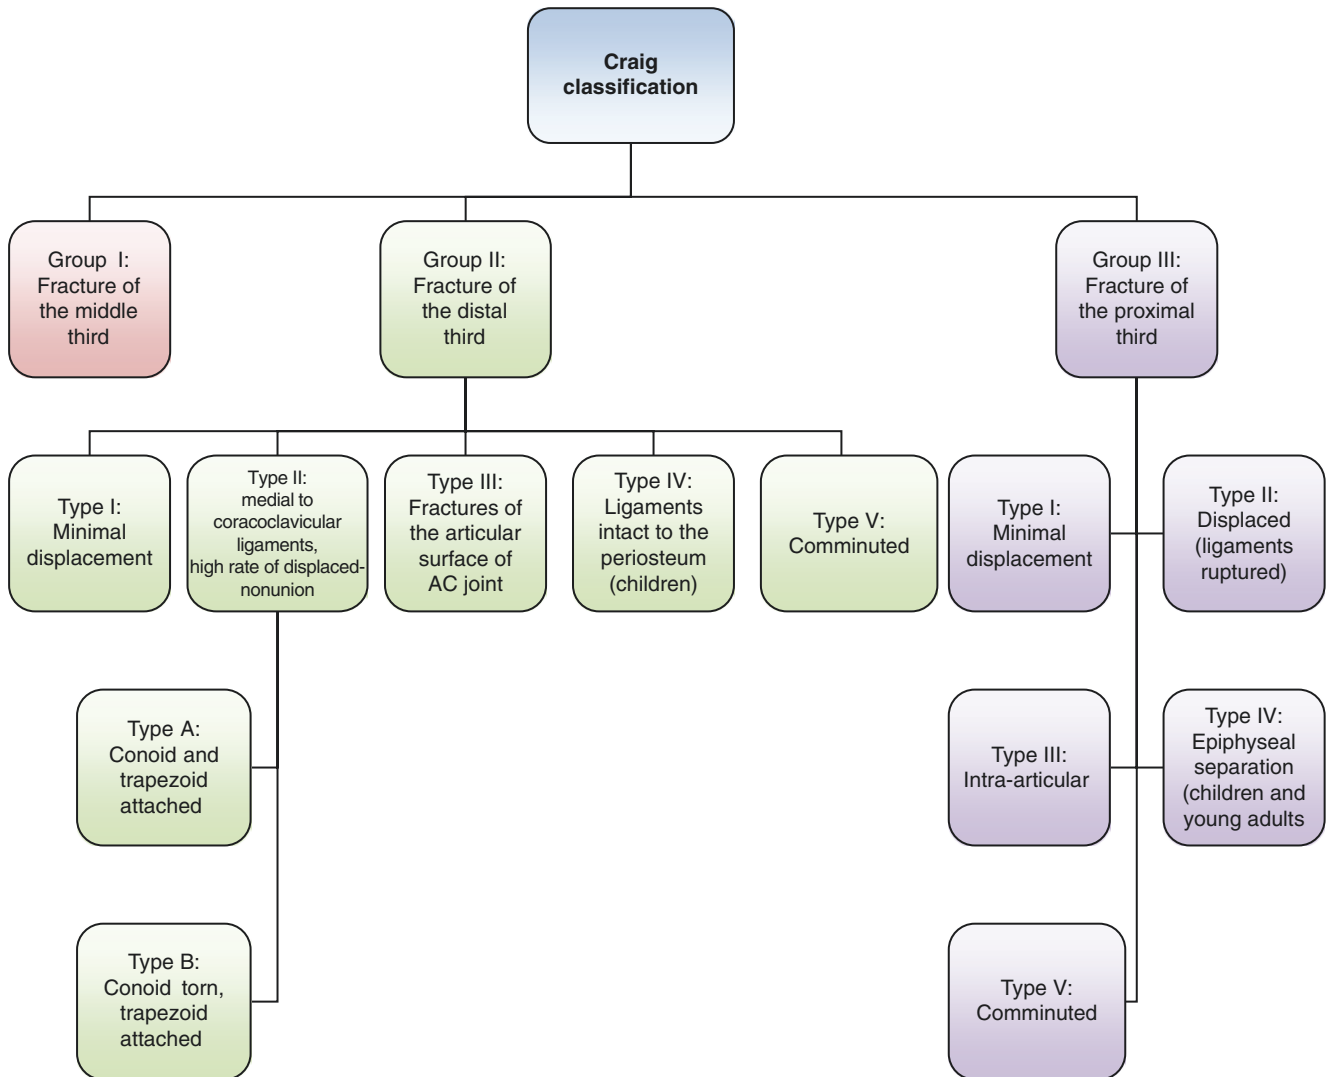 Craig
classification
Group I:
Fracture of
the middle
third
Group II:
Fracture of
the distal
third
Group III:
Fracture of
the proximal
third
Type I:
Minimal
displacement
Type II:
medial to
coracoclavicular
ligaments,
high rate of displaced-
nonunion
Type III:
Fractures of
the articular
surface of
AC joint
Type IV:
Ligaments
intact to the
periosteum
(children)
Type V:
Comminuted
Type I:
Minimal
displacement
Type II:
Displaced
(ligaments
ruptured)
Type A:
Conoid and
trapezoid
attached
Type III:
Intra-articular
Type IV:
Epiphyseal
separation
(children and
young adults
Type B:
Conoid torn,
trapezoid
attached
Type V:
Comminuted